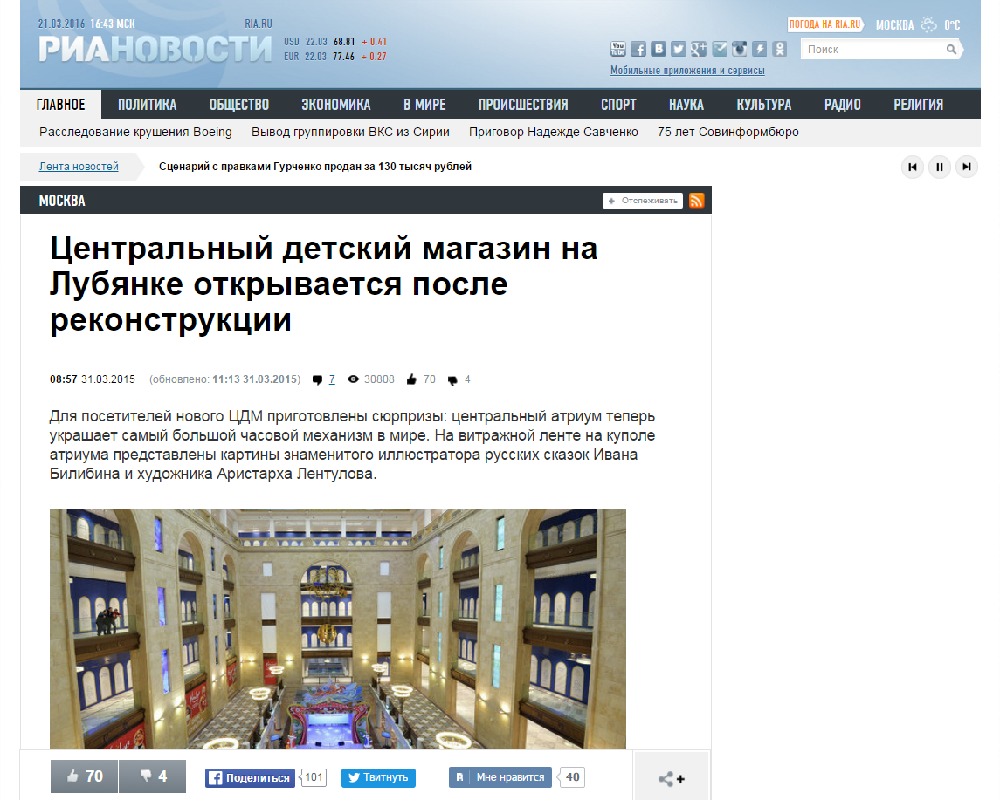 21.03.2016 16:43 МСК
RIA.RU
РИАНОВОСТИ
USD 22.03 68.81 + 0.41
EUR 22.03 77.46 + 0.27
ПОГОДА НА RIA.RU
МОСКВА
0°C
You Tube
Поиск
Мобильные приложения и сервисы
ГЛАВНОЕ ПОЛИТИКА ОБЩЕСТВО ЭКОНОМИКА В МИРЕ ПРОИСШЕСТВИЯ СПОРТ НАУКА КУЛЬТУРА РАДИО РЕЛИГИЯ
Расследование крушения Boeing Вывод группировки ВКС из Сирии Приговор Надежде Савченко 75 лет Совинформбюро
Лента новостей Сценарий с правками Гурченко продан за 130 тысяч рублей
МОСКВА
+ Отслеживать
Центральный детский магазин на
Лубянке открывается после
реконструкции
08:57 31.03.2015 (обновлено: 11:13 31.03.2015) 7 30808 70 4
Для посетителей нового ЦДМ приготовлены сюрпризы: центральный атриум теперь
украшает самый большой часовой механизм в мире. На витражной ленте на куполе
атриума представлены картины знаменитого иллюстратора русских сказок Ивана
Билибина и художника Аристарха Лентулова.
70 4 Поделиться 101 Твитнуть В Мне нравится 40 +